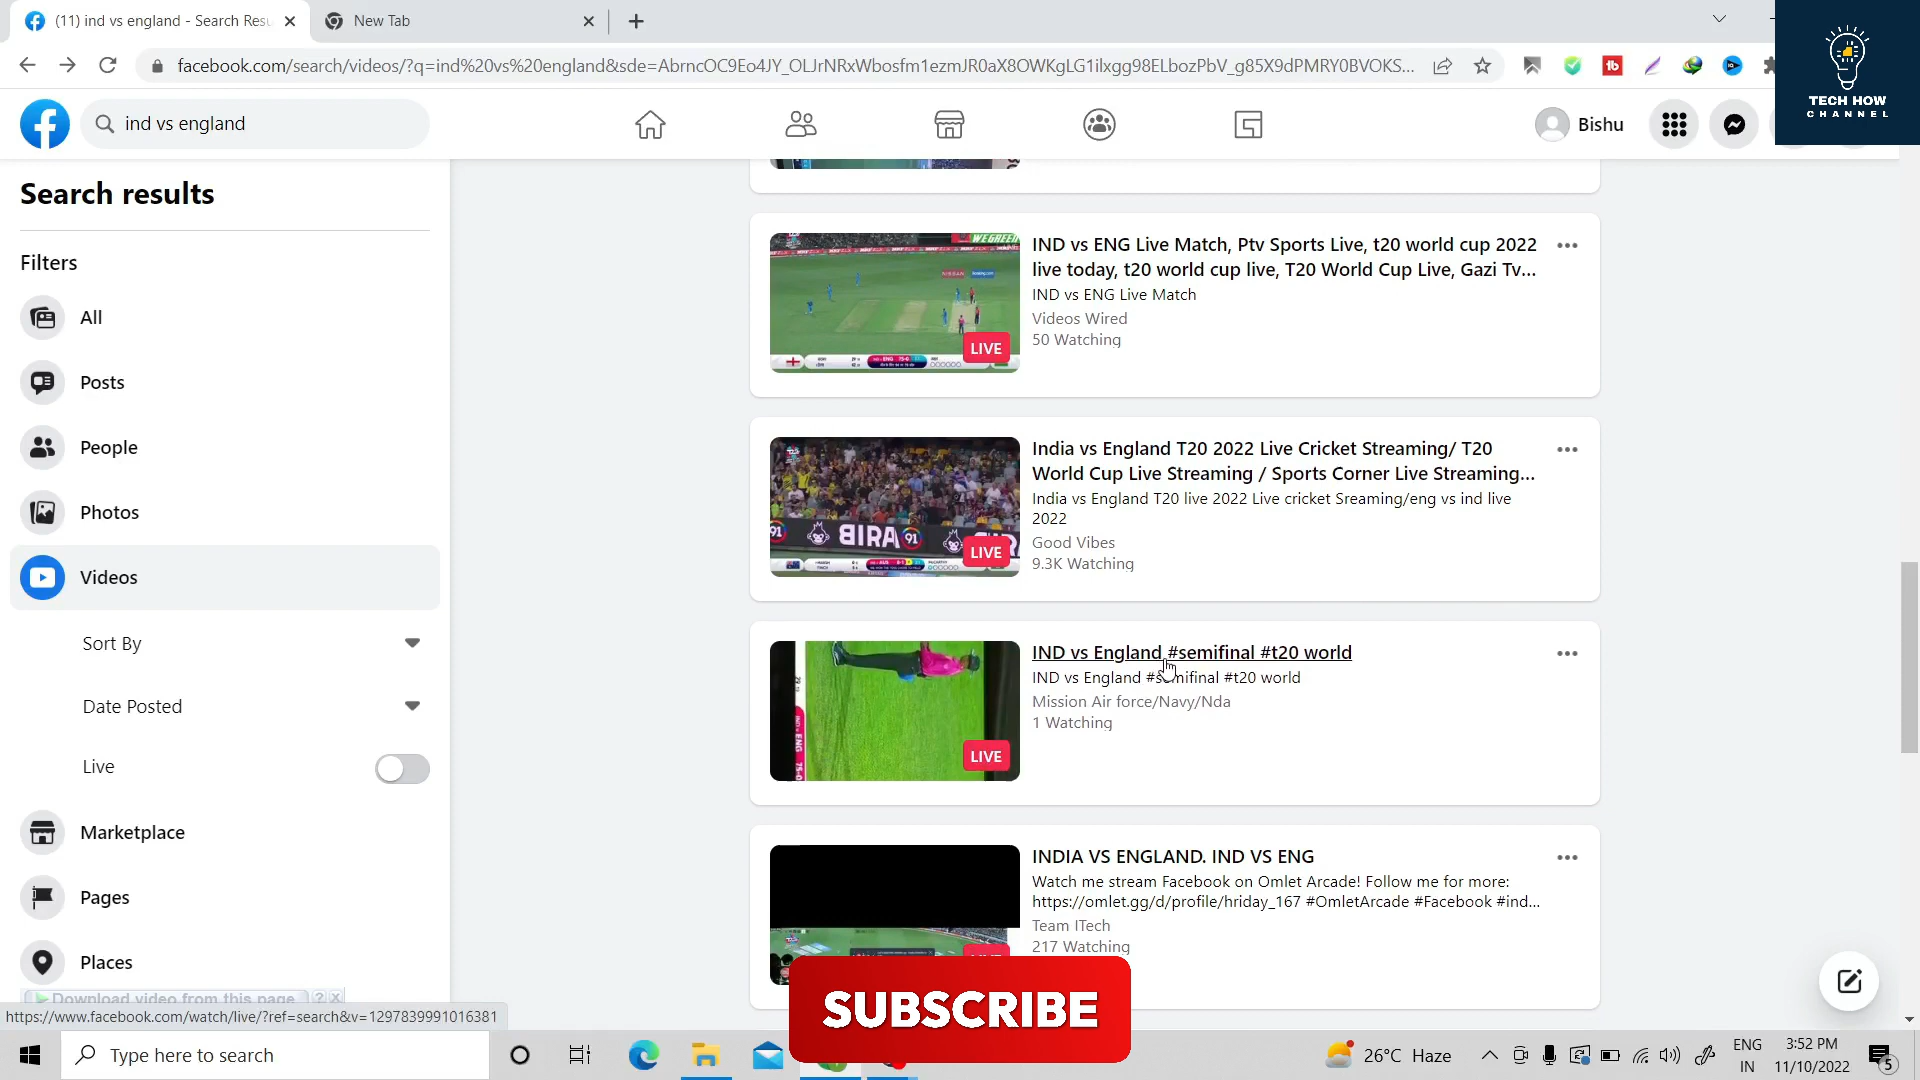 (11) ind vs england - Search Resu
New Tab
facebook.com/search/videos/?q=ind%20vs%20england&sde=AbrncOC9Eo4JY_OLJrNRxWbosfm1ezmJR0aX8OWKgLG1ilxgg98ELbozPbV_g85X9dPMRY0BVOKS...
TECH HOW
CHANNEL
ind vs england
Bishu
Search results
Filters
All
Posts
People
Photos
Videos
Sort By
Date Posted
Live
Marketplace
Pages
Places
IND vs ENG Live Match, Ptv Sports Live, t20 world cup 2022
live today, t20 world cup live, T20 World Cup Live, Gazi Tv...
IND vs ENG Live Match
Videos Wired
50 Watching
LIVE
India vs England T20 2022 Live Cricket Streaming/ T20
World Cup Live Streaming / Sports Corner Live Streaming...
India vs England T20 live 2022 Live cricket Sreaming/eng vs ind live
2022
Good Vibes
9.3K Watching
BIRA 91
LIVE
IND vs England #semifinal #t20 world
IND vs England #semifinal #t20 world
Mission Air force/Navy/Nda
1 Watching
LIVE
INDIA VS ENGLAND. IND VS ENG
Watch me stream Facebook on Omlet Arcade! Follow me for more:
https://omlet.gg/d/profile/hriday_167 #OmletArcade #Facebook #ind...
Team ITech
217 Watching
SUBSCRIBE
Download video from this page
https://www.facebook.com/watch/live/?ref=search&v=1297839991016381
Type here to search
26°C Haze
ENG
IN
3:52 PM
11/10/2022
5